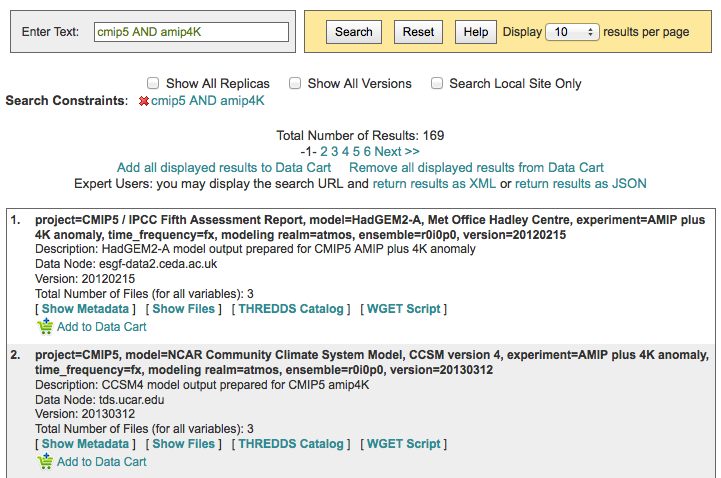 Enter Text: cmip5 AND amip4K Search Reset Help Display 10 results per page
Show All Replicas Show All Versions Search Local Site Only
Search Constraints: cmip5 AND amip4K
Total Number of Results: 169
-1- 2 3 4 5 6 Next >>
Add all displayed results to Data Cart Remove all displayed results from Data Cart
Expert Users: you may display the search URL and return results as XML or return results as JSON
1. project=CMIP5 / IPCC Fifth Assessment Report, model=HadGEM2-A, Met Office Hadley Centre, experiment=AMIP plus
4K anomaly, time_frequency=fx, modeling realm=atmos, ensemble=r0i0p0, version=20120215
Description: HadGEM2-A model output prepared for CMIP5 AMIP plus 4K anomaly
Data Node: esgf-data2.ceda.ac.uk
Version: 20120215
Total Number of Files (for all variables): 3
[ Show Metadata ] [ Show Files ] [ THREDDS Catalog ] [ WGET Script ]
Add to Data Cart
2. project=CMIP5, model=NCAR Community Climate System Model, CCSM version 4, experiment=AMIP plus 4K anomaly,
time_frequency=fx, modeling realm=atmos, ensemble=r0i0p0, version=20130312
Description: CCSM4 model output prepared for CMIP5 amip4K
Data Node: tds.ucar.edu
Version: 20130312
Total Number of Files (for all variables): 3
[ Show Metadata ] [ Show Files ] [ THREDDS Catalog ] [ WGET Script ]
Add to Data Cart